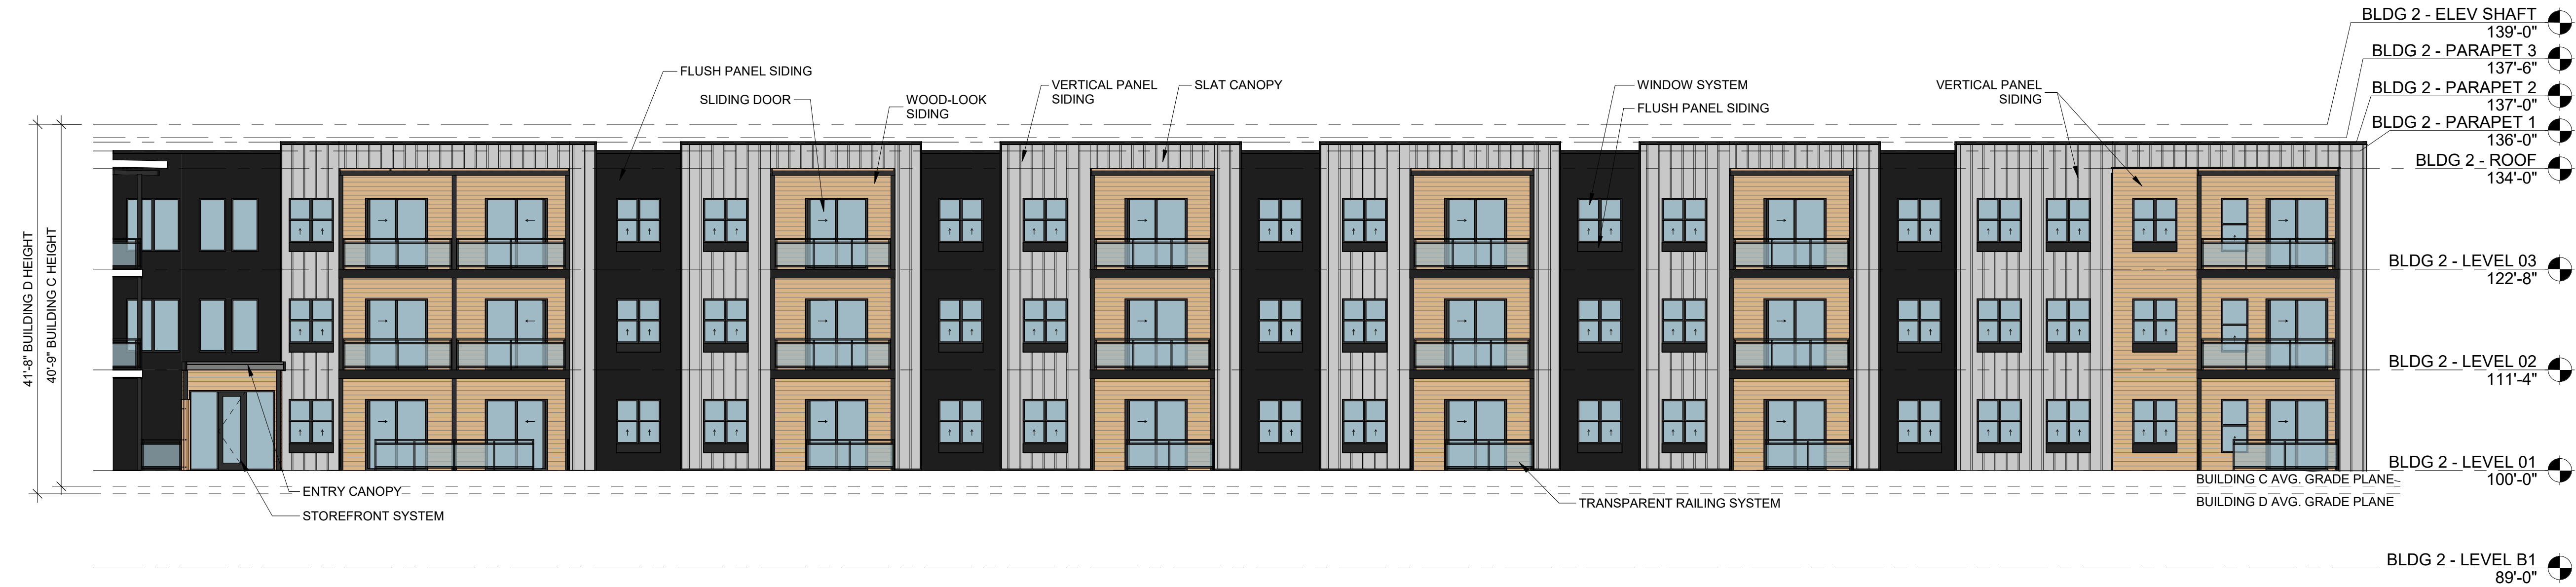 BLDG 2 - ELEV SHAFT
139'-0"
BLDG 2 - PARAPET 3
137'-6"
BLDG 2 - PARAPET 2
137'-0"
BLDG 2 - PARAPET 1
136'-0"
BLDG 2 - ROOF
134'-0"
BLDG 2 - LEVEL 03
122'-8"
BLDG 2 - LEVEL 02
111'-4"
BLDG 2 - LEVEL 01
100'-0"
BLDG 2 - LEVEL B1
89'-0"
FLUSH PANEL SIDING
SLIDING DOOR
WOOD-LOOK
SIDING
VERTICAL PANEL
SIDING
SLAT CANOPY
WINDOW SYSTEM
FLUSH PANEL SIDING
VERTICAL PANEL
SIDING
41'-8" BUILDING D HEIGHT
40'-9" BUILDING C HEIGHT
ENTRY CANOPY
STOREFRONT SYSTEM
TRANSPARENT RAILING SYSTEM
BUILDING C AVG. GRADE PLANE
BUILDING D AVG. GRADE PLANE